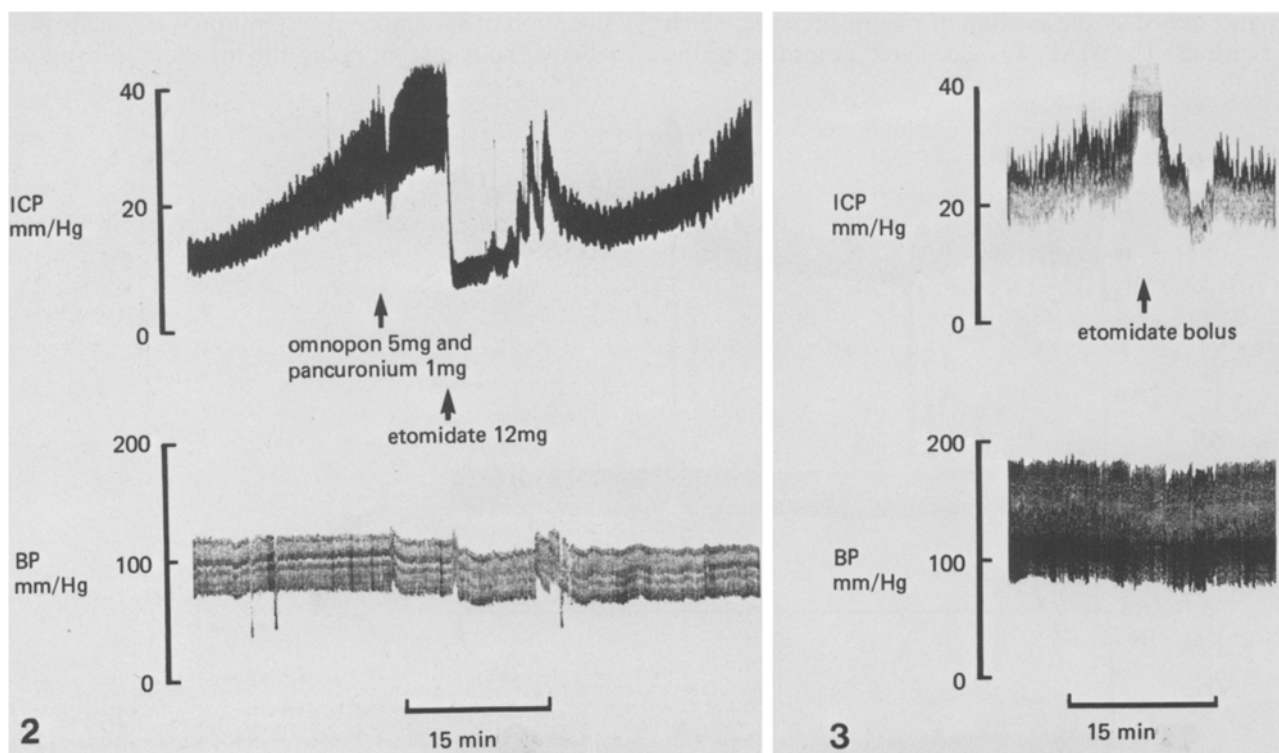 40
ICP
mm/Hg
20
0
omnopon 5mg and
pancuronium 1mg
etomidate 12mg
200
BP
mm/Hg
100
0
2
15 min
40
ICP
mm/Hg
20
0
etomidate bolus
200
BP
mm/Hg
100
0
3
15 min